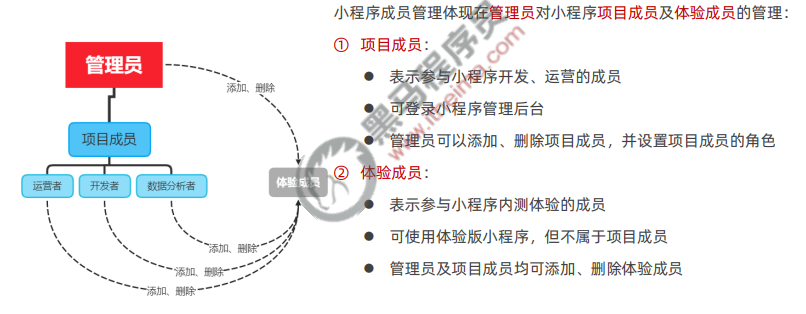 管理员
添加、删除
项目成员
运营者
开发者
数据分析者
体验成员
添加、删除
添加、删除
添加、删除
小程序成员管理体现在管理员对小程序项目成员及体验成员的管理：
① 项目成员：
● 表示参与小程序开发、运营的成员
● 可登录小程序管理后台
● 管理员可以添加、删除项目成员，并设置项目成员的角色
② 体验成员：
● 表示参与小程序内测体验的成员
● 可使用体验版小程序，但不属于项目成员
● 管理员及项目成员均可添加、删除体验成员
黑马程序员
www.itheima.com